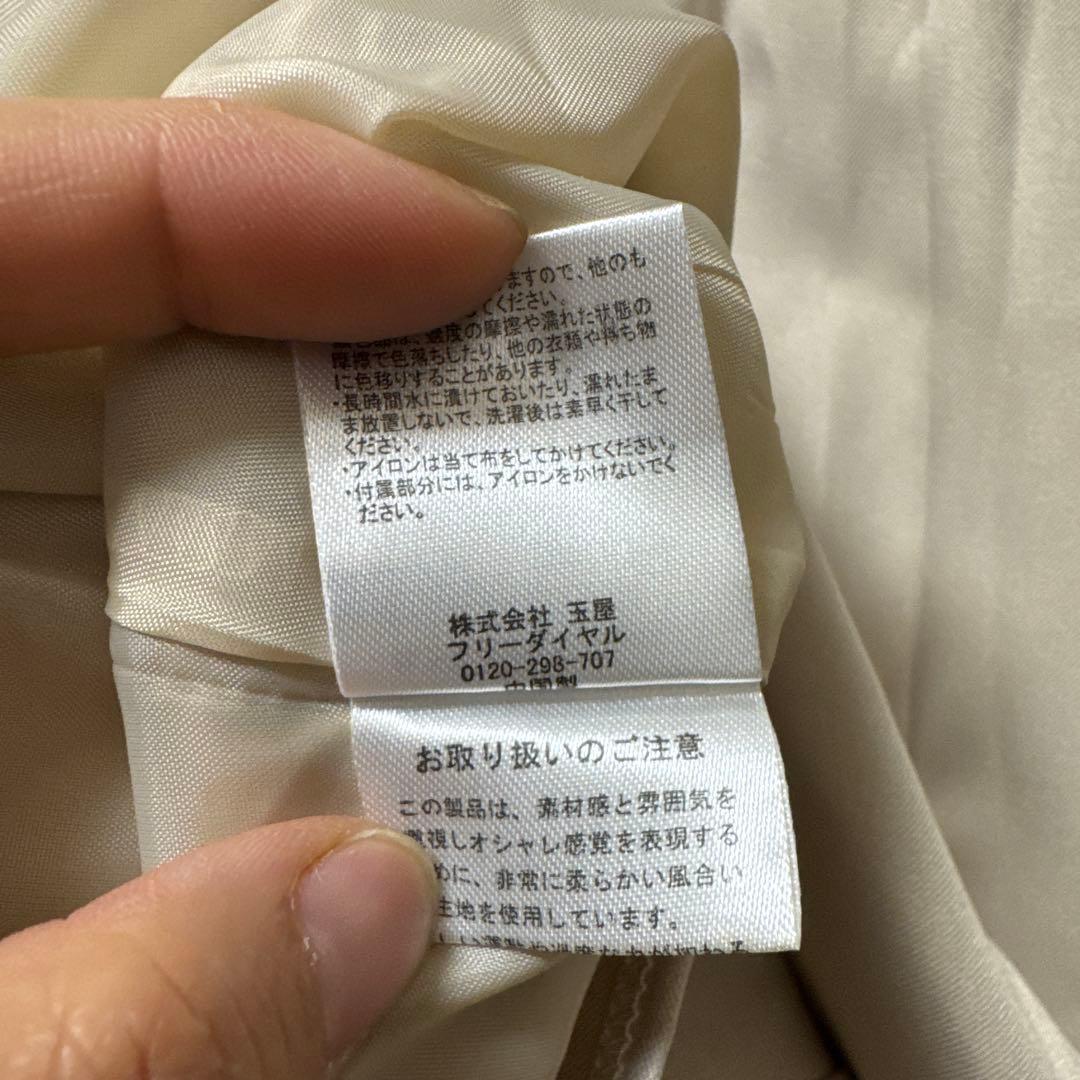 ますので、他のも
てください。
は、過度の摩擦や濡れた状態の
摩擦で色落ちしたり、他の衣類や持ち物
に色移りすることがあります。
・長時間水に漬けておいたり、濡れたま
ま放置しないで、洗濯後は素早く干して
ください。
・アイロンは当て布をしてかけてください。
・付属部分には、アイロンをかけないでく
ださい。
株式会社 玉屋
フリーダイヤル
0120-298-707
中国製
お取り扱いのご注意
この製品は、素材感と雰囲気を
視しオシャレ感覚を表現する
めに、非常に柔らかい風合い
生地を使用しています。